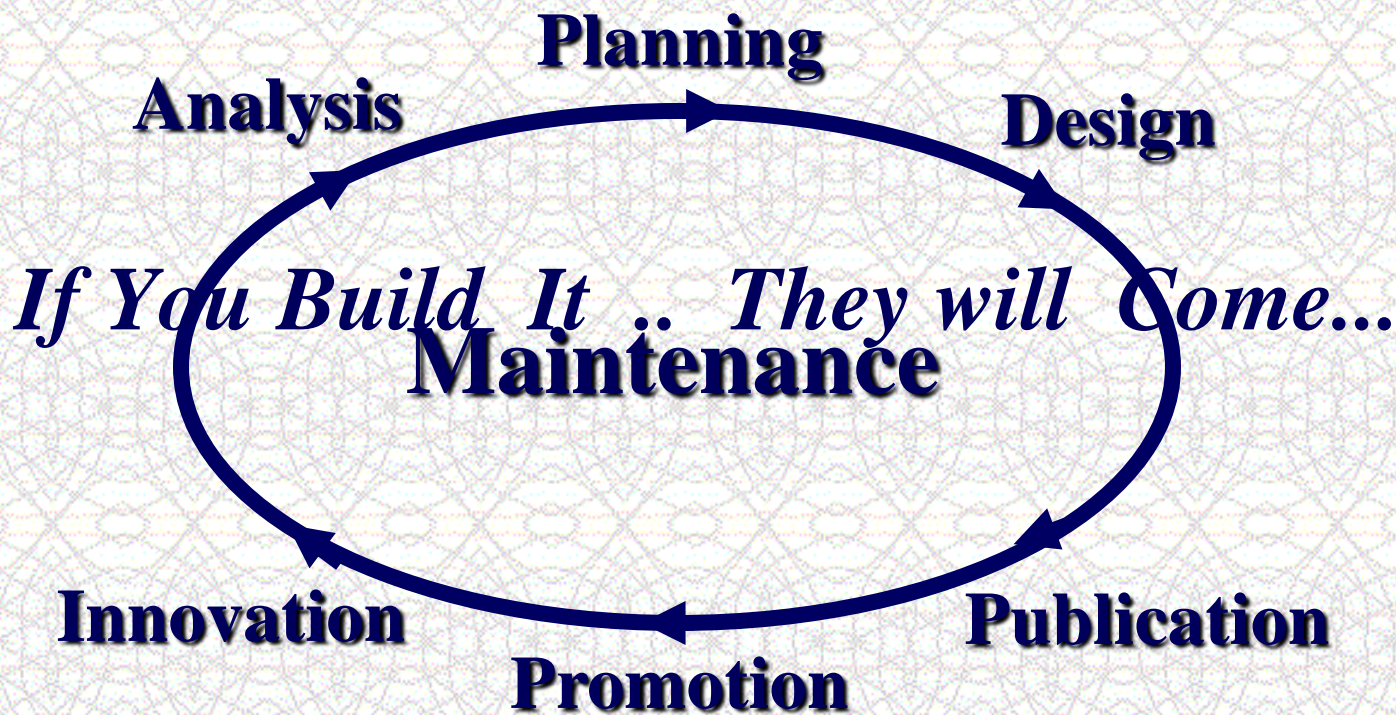 Planning
Analysis
Design
If You Build It .. They will Come...
Maintenance
Innovation
Publication
Promotion